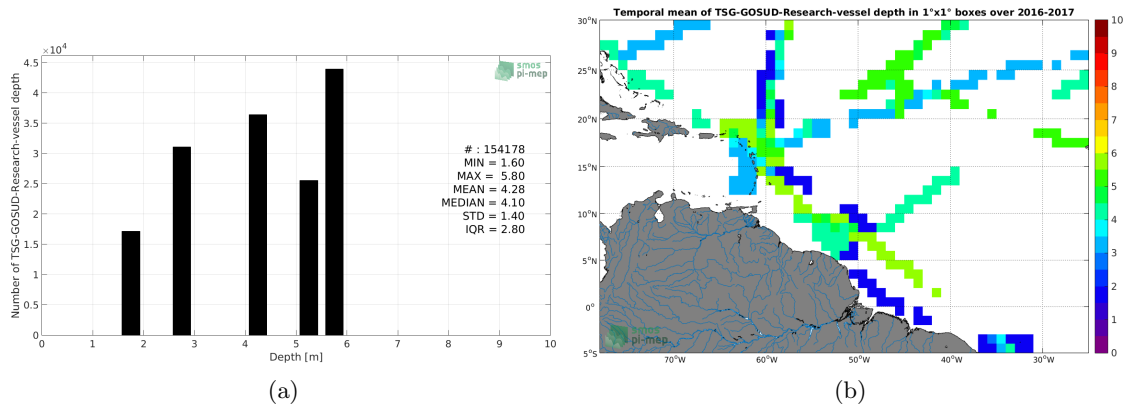 ×10⁴
4.5
4
3.5
3
2.5
2
1.5
1
0.5
0
Number of TSG-GOSUD-Research-vessel depth
smos
pi-mep
# : 154178
MIN = 1.60
MAX = 5.80
MEAN = 4.28
MEDIAN = 4.10
STD = 1.40
IQR = 2.80
0 1 2 3 4 5 6 7 8 9 10
Depth [m]
(a)
Temporal mean of TSG-GOSUD-Research-vessel depth in 1°x1° boxes over 2016-2017
30°N
25°N
20°N
15°N
10°N
5°N
0°
5°S
smos
pi-mep
70°W 60°W 50°W 40°W 30°W
10
9
8
7
6
5
4
3
2
1
0
(b)